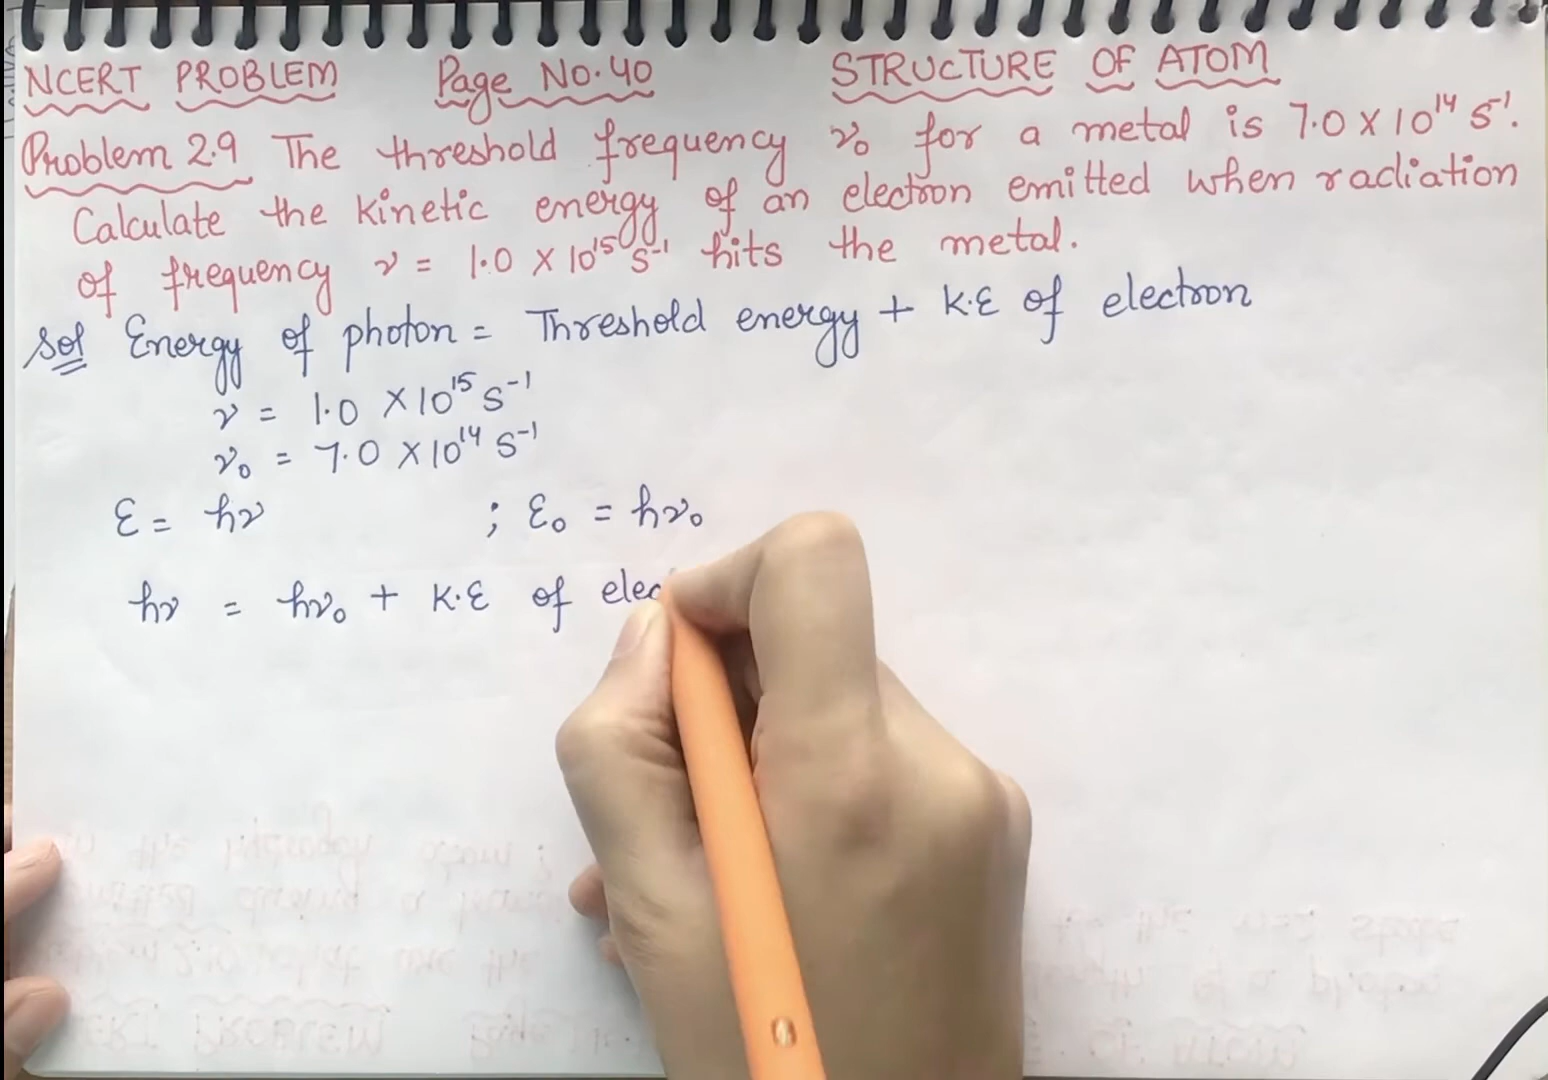 NCERT PROBLEM Page No.40 STRUCTURE OF ATOM
Problem 2.9 The threshold frequency ν₀ for a metal is 7.0 × 10¹⁴ S⁻¹.
Calculate the kinetic energy of an electron emitted when radiation
of frequency ν = 1.0 × 10¹⁵ S⁻¹ hits the metal.
Sol Energy of photon = Threshold energy + K.E of electron
ν = 1.0 × 10¹⁵ S⁻¹
ν₀ = 7.0 × 10¹⁴ S⁻¹
E = hν ; E₀ = hν₀
hν = hν₀ + K.E of elec